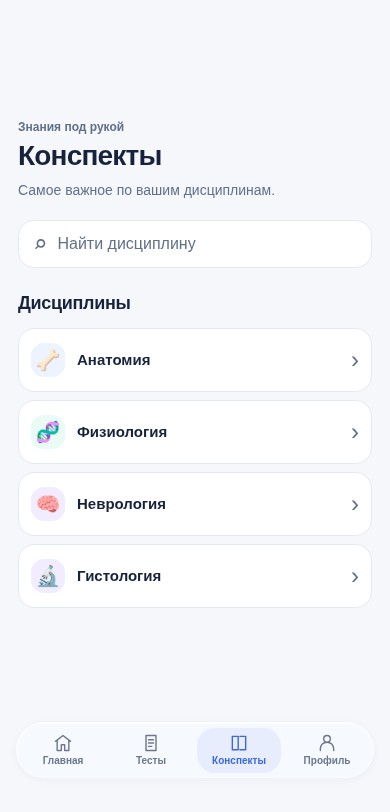 Знания под рукой
Конспекты
Самое важное по вашим дисциплинам.
Найти дисциплину
Дисциплины
Анатомия
Физиология
Неврология
Гистология
Главная
Тесты
Конспекты
Профиль